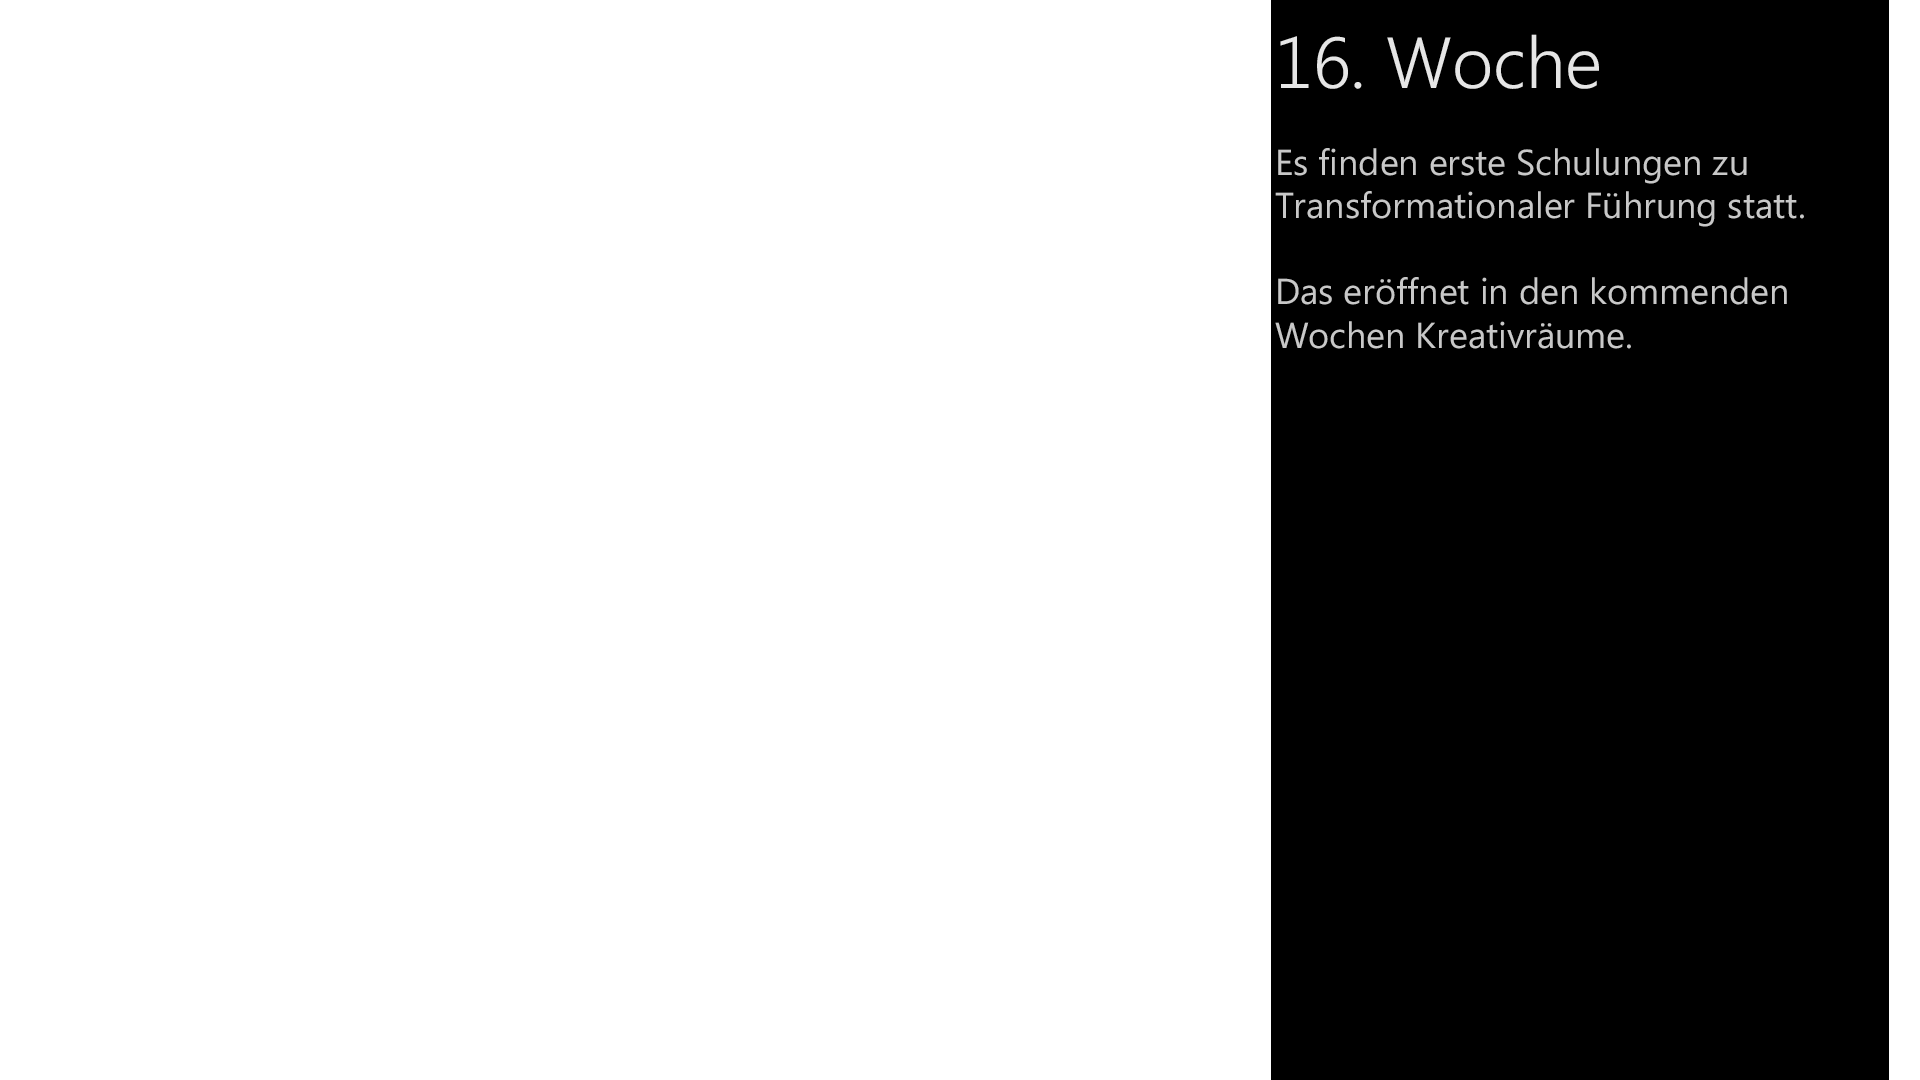 16. Woche
Es finden erste Schulungen zu
Transformationaler Führung statt.
Das eröffnet in den kommenden
Wochen Kreativräume.